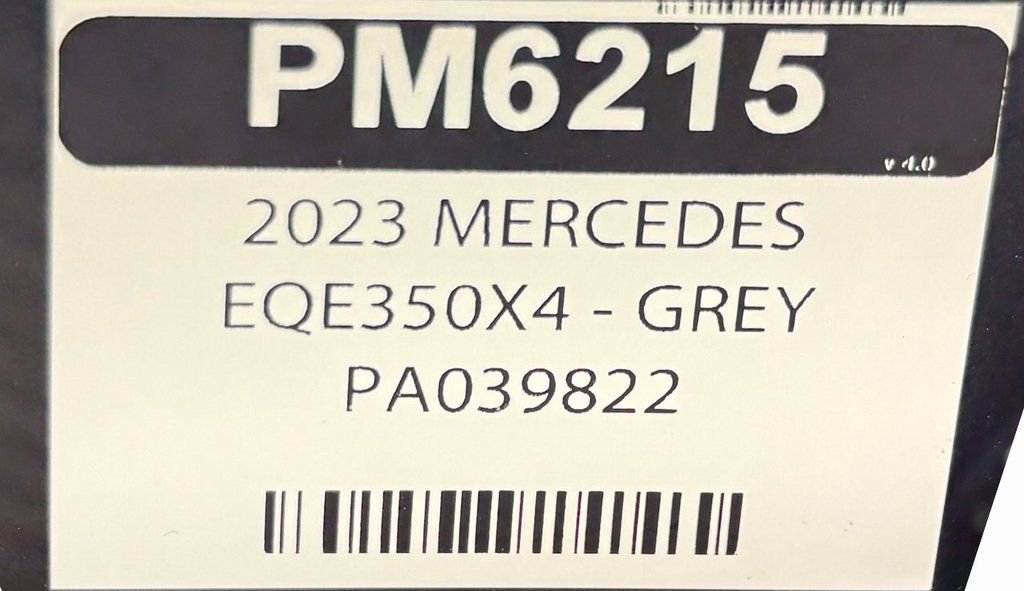 PM6215
v 4.0
2023 MERCEDES
EQE350X4 - GREY
PA039822